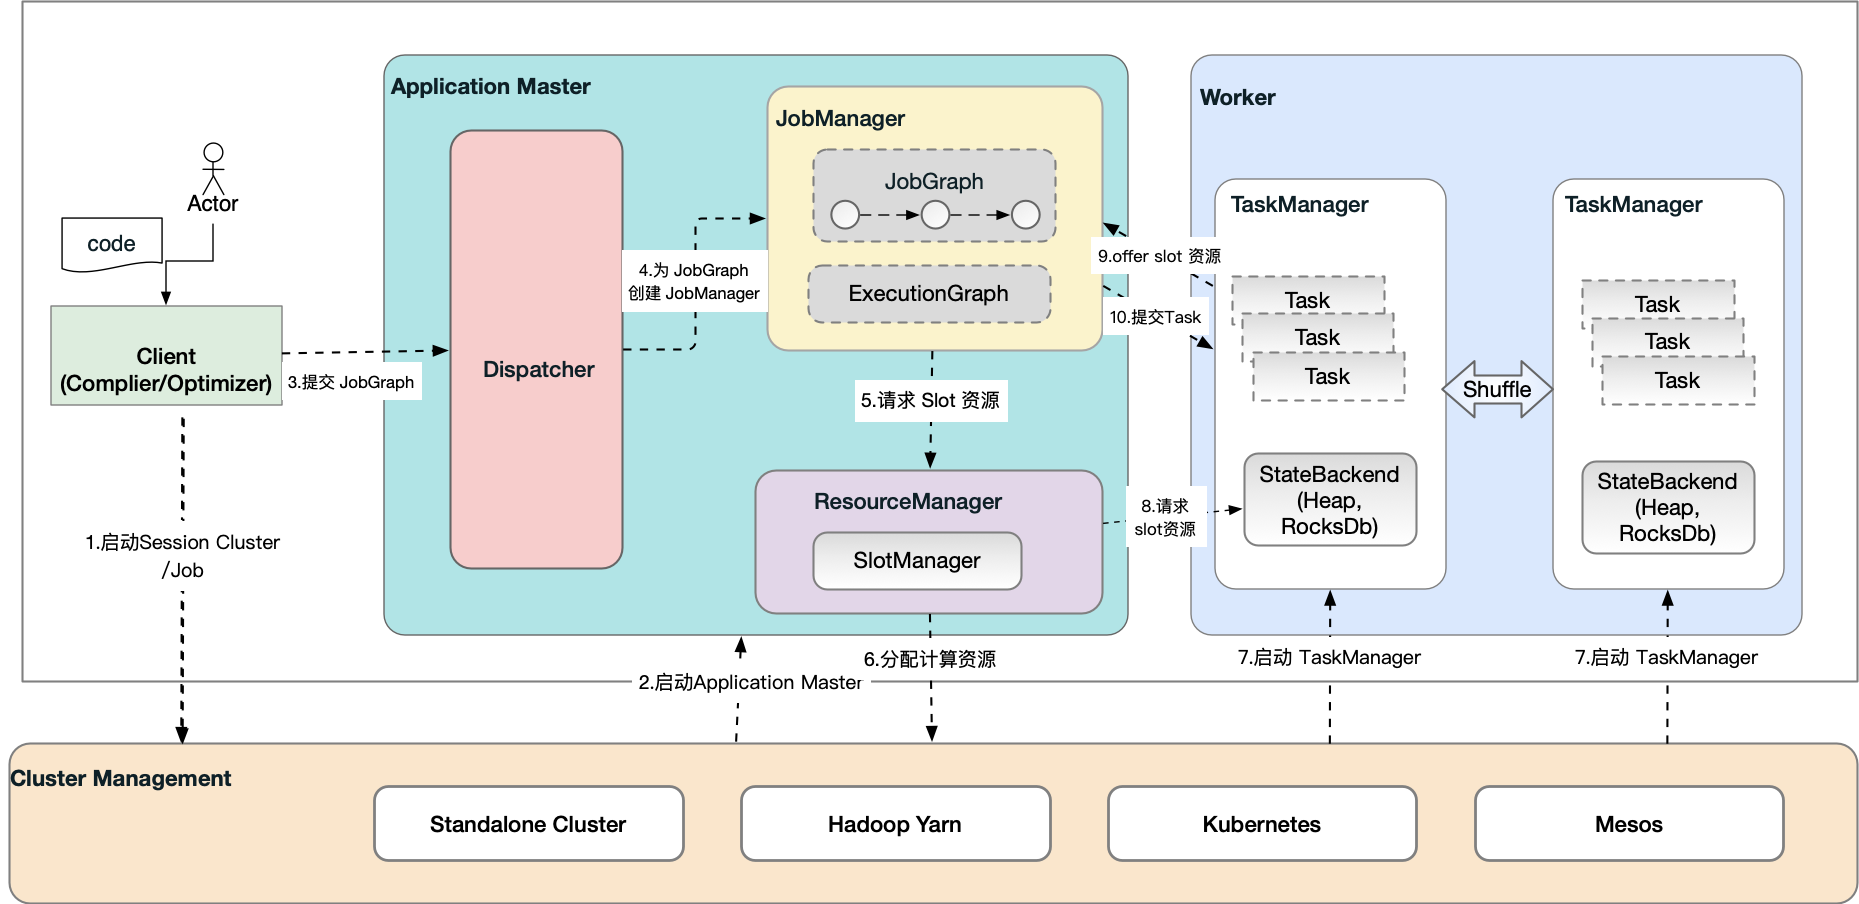 Application Master
Worker
JobManager
JobGraph
Actor
code
TaskManager
TaskManager
4.为 JobGraph
创建 JobManager
ExecutionGraph
9.offer slot 资源
10.提交Task
Task
Task
Task
Task
Task
Task
Client
(Complier/Optimizer)
3.提交 JobGraph
Dispatcher
5.请求 Slot 资源
Shuffle
ResourceManager
SlotManager
8.请求
slot资源
StateBackend
(Heap,
RocksDb)
StateBackend
(Heap,
RocksDb)
1.启动Session Cluster
/Job
6.分配计算资源
2.启动Application Master
7.启动 TaskManager
7.启动 TaskManager
Cluster Management
Standalone Cluster
Hadoop Yarn
Kubernetes
Mesos